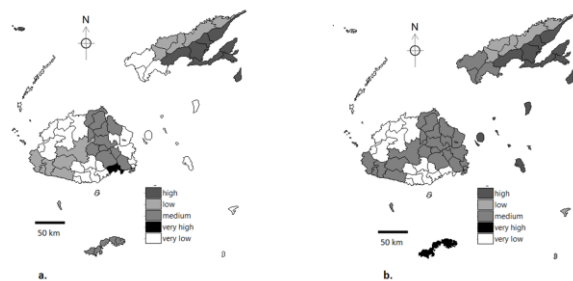 N
N
high
low
medium
very high
very low
50 km
a.
high
low
medium
very high
very low
50 km
b.